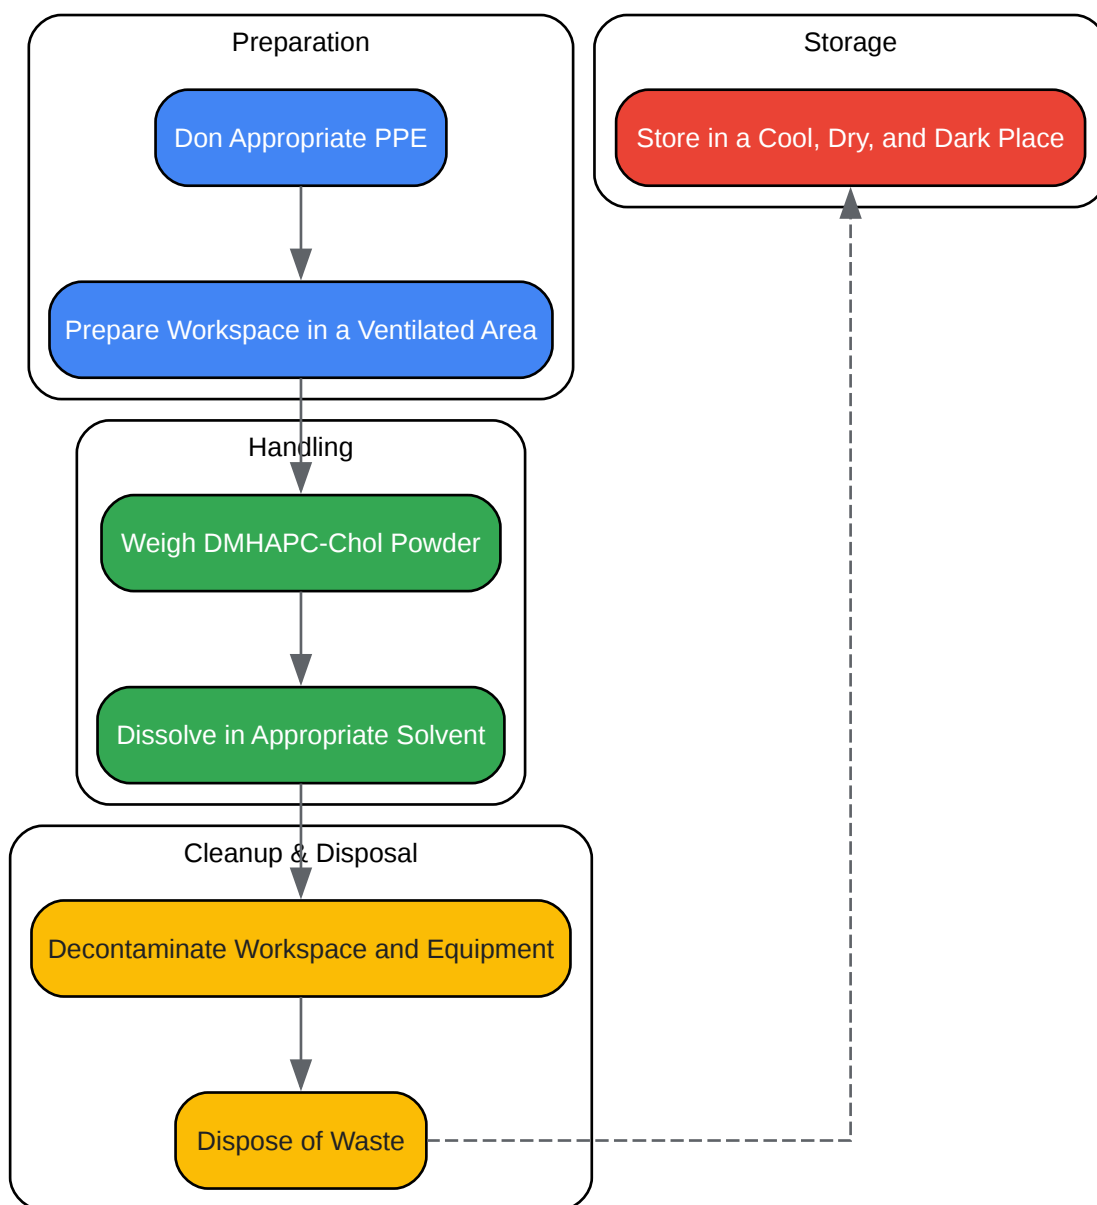 Preparation
Don Appropriate PPE
Prepare Workspace in a Ventilated Area
Handling
Weigh DMHAPC-Chol Powder
Dissolve in Appropriate Solvent
Cleanup & Disposal
Decontaminate Workspace and Equipment
Dispose of Waste
Storage
Store in a Cool, Dry, and Dark Place